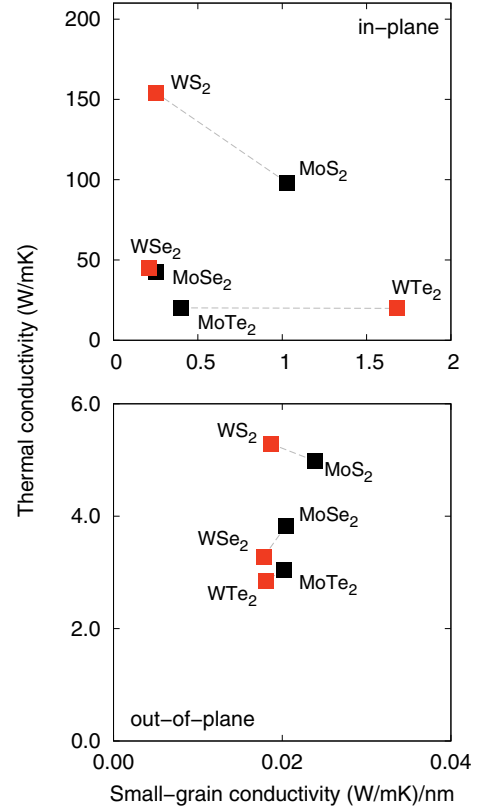 200
in−plane
WS2
150
MoS2
100
WSe2
50
MoSe2
WTe2
MoTe2
0
0 0.5 1 1.5 2
Thermal conductivity (W/mK)
6.0
WS2
MoS2
MoSe2
4.0
WSe2
WTe2
MoTe2
2.0
out−of−plane
0.0
0.00 0.02 0.04
Small−grain conductivity (W/mK)/nm